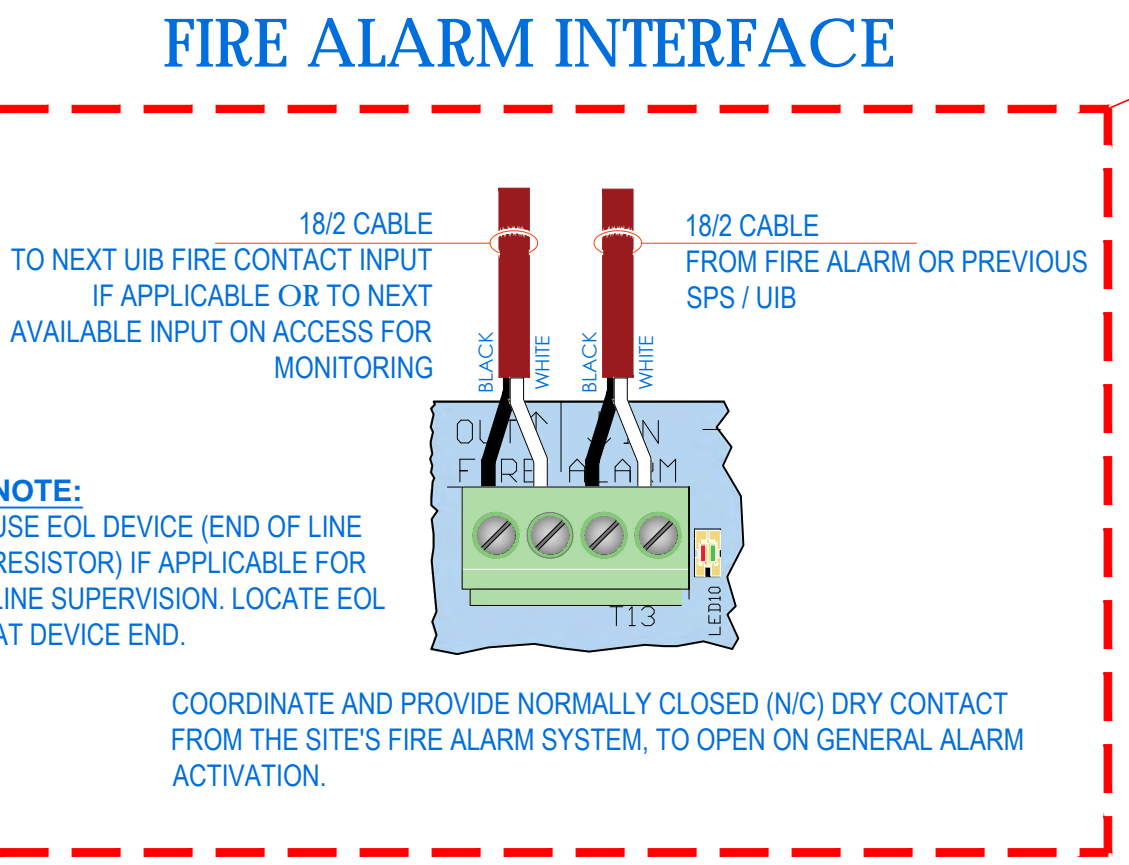 FIRE ALARM INTERFACE
18/2 CABLE
TO NEXT UIB FIRE CONTACT INPUT
IF APPLICABLE OR TO NEXT
AVAILABLE INPUT ON ACCESS FOR
MONITORING
18/2 CABLE
FROM FIRE ALARM OR PREVIOUS
SPS / UIB
BLACK
WHITE
BLACK
WHITE
OUT
IN
FIRE
ALARM
T13
LED10
NOTE:
USE EOL DEVICE (END OF LINE
RESISTOR) IF APPLICABLE FOR
LINE SUPERVISION. LOCATE EOL
AT DEVICE END.
COORDINATE AND PROVIDE NORMALLY CLOSED (N/C) DRY CONTACT
FROM THE SITE'S FIRE ALARM SYSTEM, TO OPEN ON GENERAL ALARM
ACTIVATION.